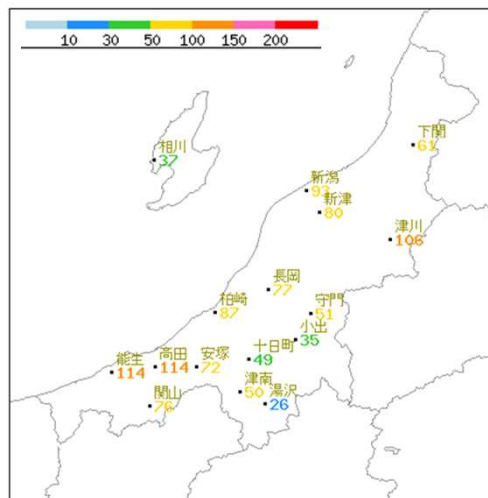 10 30 50 100 150 200
下関
61
相川
37
新潟
93
新津
80
津川
106
長岡
77
柏崎
87
守門
51
小出
35
十日町
49
能生
114
高田
114
安塚
72
津南
50
湯沢
26
関山
76